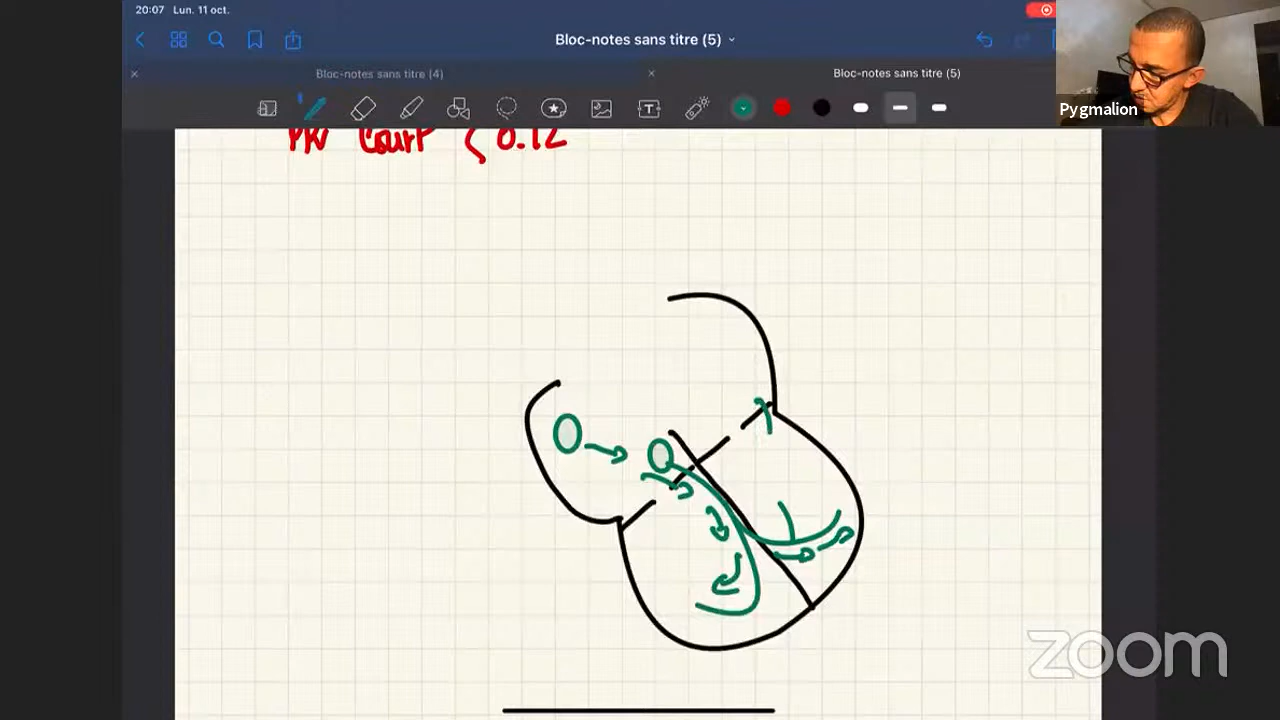 20:07 Lun. 11 oct.
Bloc-notes sans titre (5)
Bloc-notes sans titre (4)
Bloc-notes sans titre (5)
Pygmalion
Court < 0.12
zoom